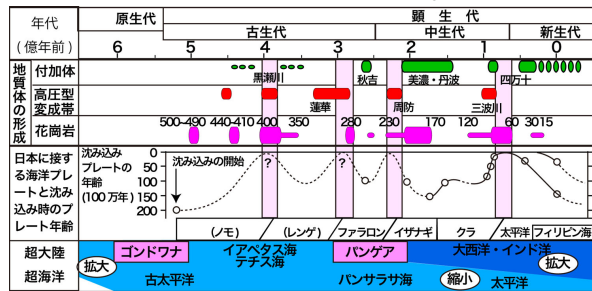 年代
(億年前)
原生代
顕生代
古生代
中生代
新生代
6 5 4 3 2 1 0
地質体の形成
付加体
黒瀬川
秋吉
美濃・丹波
四万十
高圧型
変成帯
蓮華
周防
三波川
花崗岩
500-490 440 400 350 280 230 170 120 60 30 15
日本に接す
る海洋プレー
トと沈み
込み時のプ
レート年齢
沈み込み
プレートの
年齢
(100 万年)
0
50
100
150
200
沈み込みの開始
?
?
(ノモ)
(レンゲ)
ファラロン
イザナギ
クラ
太平洋
フィリピン海
超大陸
ゴンドワナ
イアペタス海
テチス海
パンゲア
大西洋・インド洋
拡大
拡大
超海洋
古太平洋
パンサラサ海
縮小
太平洋